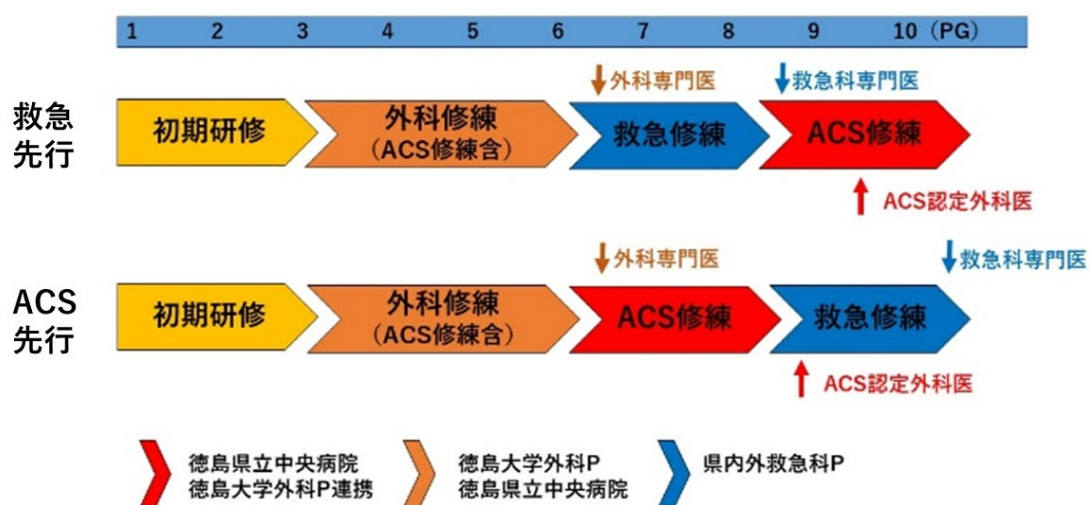 1 2 3 4 5 6 7 8 9 10（PG）
外科専門医 救急科専門医
救急
先行
初期研修 外科修練
（ACS修練含） 救急修練 ACS修練
ACS認定外科医
外科専門医 救急科専門医
ACS
先行
初期研修 外科修練
（ACS修練含） ACS修練 救急修練
ACS認定外科医
徳島県立中央病院
徳島大学外科P連携
徳島大学外科P
徳島県立中央病院
県内外救急科P